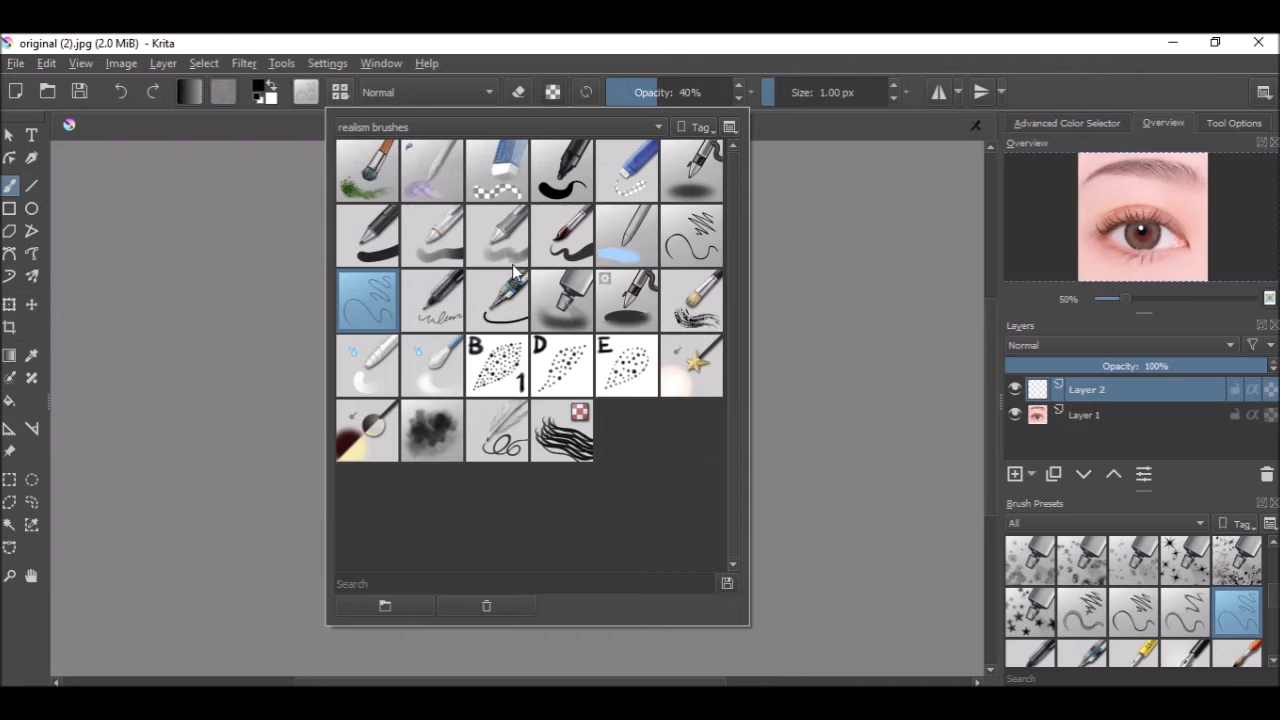 original (2).jpg (2.0 MiB) - Krita
File Edit View Image Layer Select Filter Tools Settings Window Help
Normal Opacity: 40% Size: 1.00 px
realism brushes Tag
Advanced Color Selector Overview Tool Options
Overview
B D E
1
50%
Layers
Normal
Opacity: 100%
Layer 2
Layer 1
Brush Presets
All Tag
Search
Search